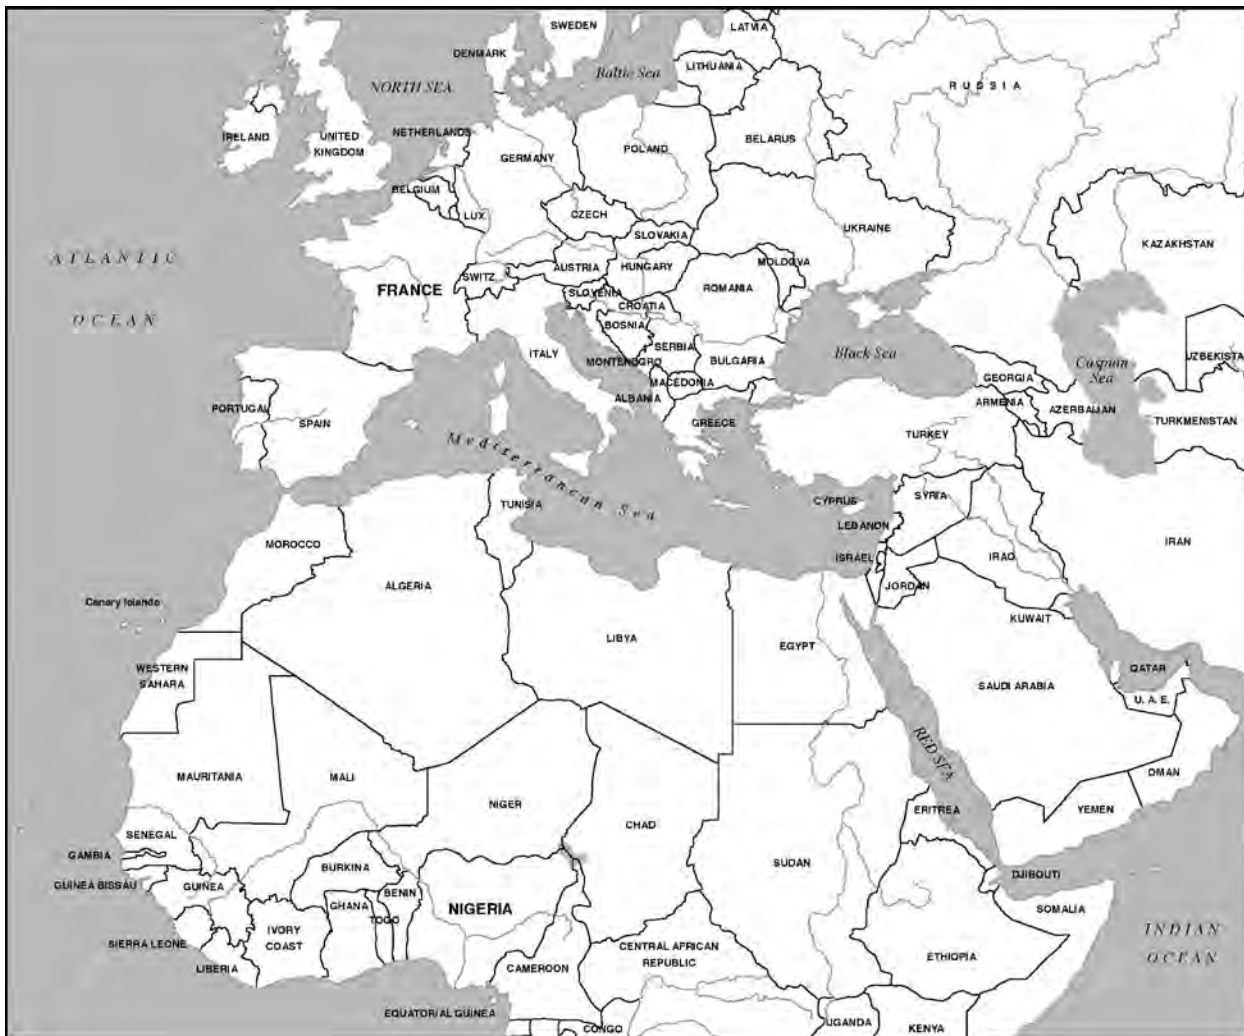 SWEDEN
LATVIA
DENMARK
LITHUANIA
Baltic Sea
NORTH SEA
RUSSIA
IRELAND
UNITED
KINGDOM
NETHERLANDS
GERMANY
POLAND
BELARUS
BELGIUM
LUX.
CZECH
SLOVAKIA
UKRAINE
KAZAKHSTAN
ATLANTIC
OCEAN
FRANCE
SWITZ.
AUSTRIA
HUNGARY
MOLDOVA
SLOVENIA
CROATIA
ROMANIA
BOSNIA
SERBIA
ITALY
MONTENEGRO
BULGARIA
Black Sea
Caspian
Sea
UZBEKISTA
GEORGIA
MACEDONIA
ALBANIA
ARMENIA
AZERBAIJAN
TURKMENISTAN
PORTUGAL
SPAIN
GREECE
TURKEY
Mediterranean Sea
TUNISIA
CYPRUS
SYRIA
LEBANON
MOROCCO
ISRAEL
IRAQ
IRAN
ALGERIA
JORDAN
Canary Islands
KUWAIT
LIBYA
EGYPT
WESTERN
SAHARA
QATAR
SAUDI ARABIA
U. A. E.
RED SEA
MAURITANIA
MALI
OMAN
NIGER
YEMEN
ERITREA
SENEGAL
CHAD
GAMBIA
SUDAN
BURKINA
DJIBOUTI
GUINEA BISSAU
GUINEA
BENIN
GHANA
TOGO
NIGERIA
SOMALIA
IVORY
COAST
SIERRA LEONE
CENTRAL AFRICAN
REPUBLIC
ETHIOPIA
INDIAN
OCEAN
LIBERIA
CAMEROON
EQUATORIAL GUINEA
CONGO
UGANDA
KENYA